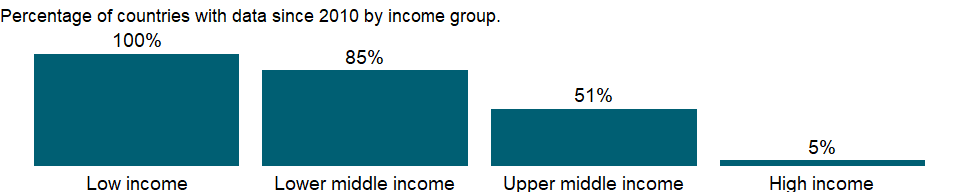 Percentage of countries with data since 2010 by income group.
100%
85%
51%
5%
Low income
Lower middle income
Upper middle income
High income